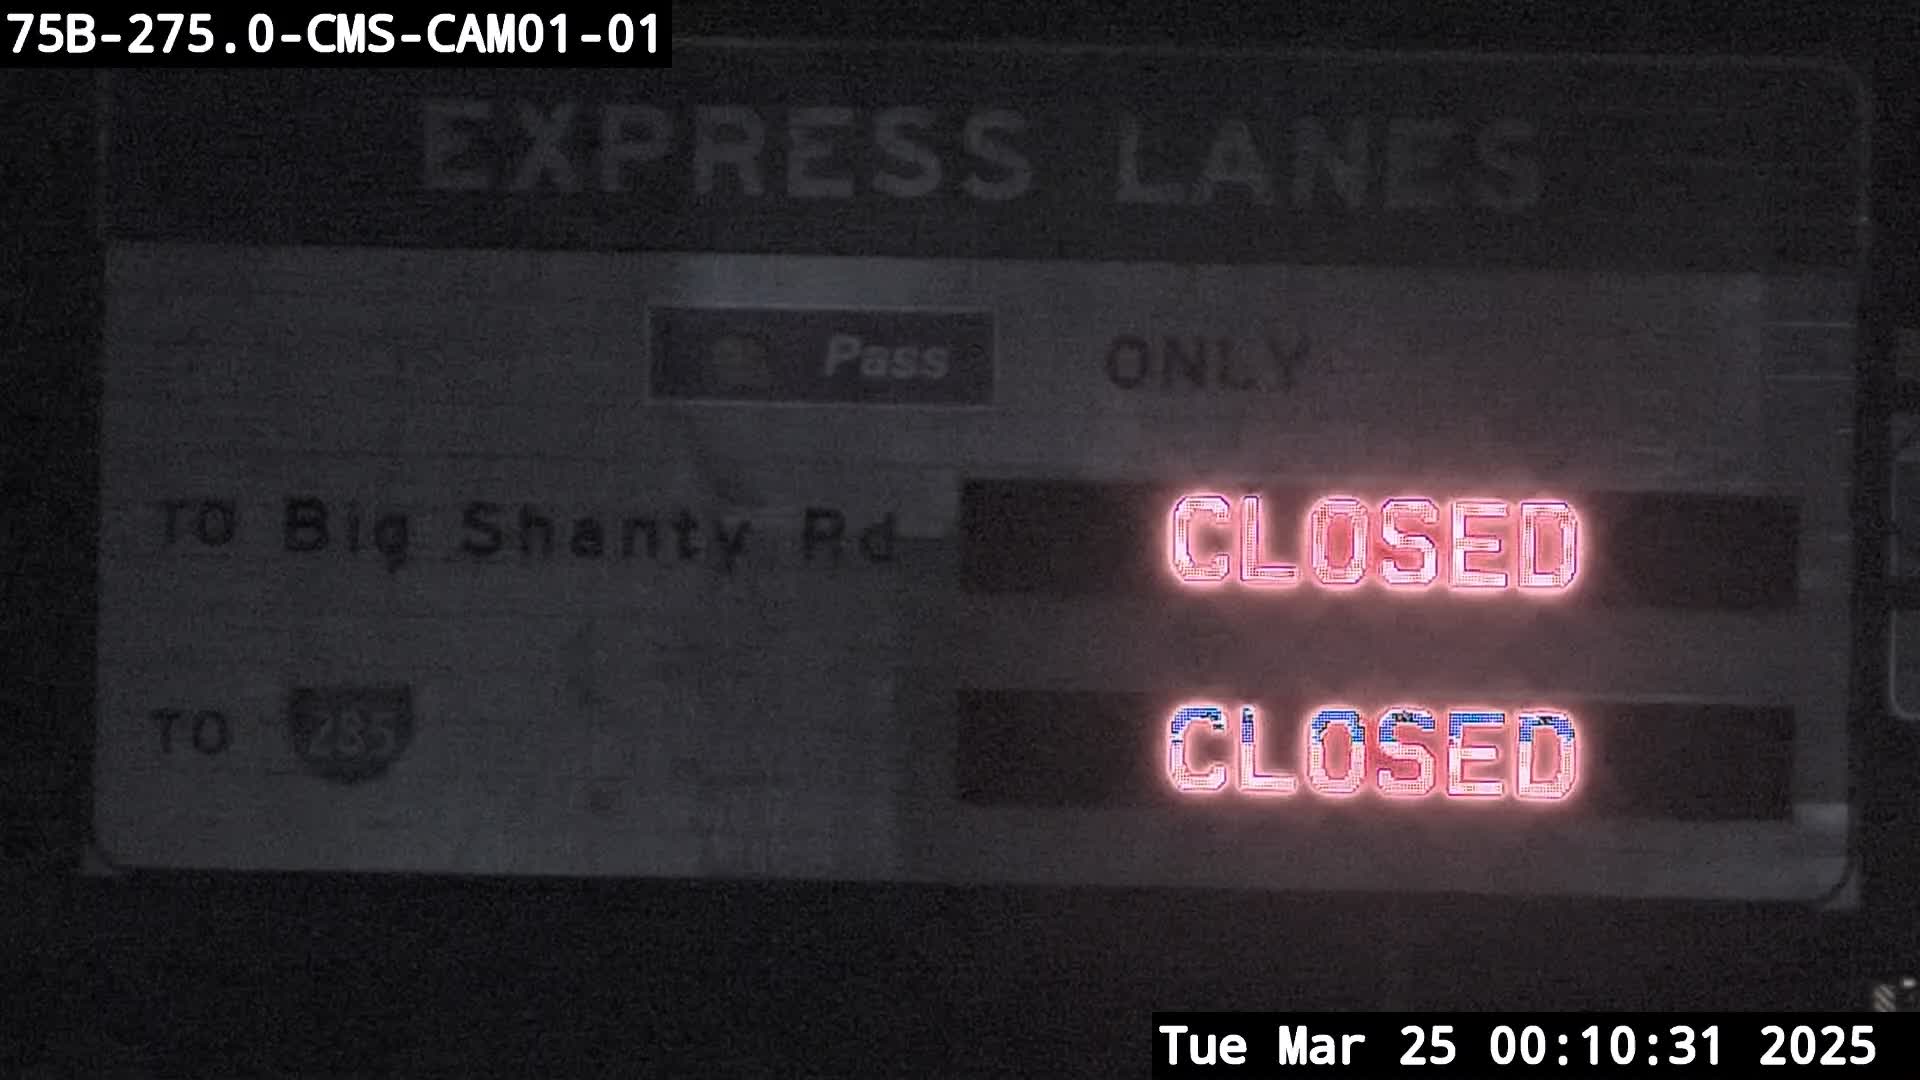 75B-275.0-CMS-CAM01-01
EXPRESS LANES
Pass ONLY
TO Big Shanty Rd CLOSED
TO 285 CLOSED
Tue Mar 25 00:10:31 2025